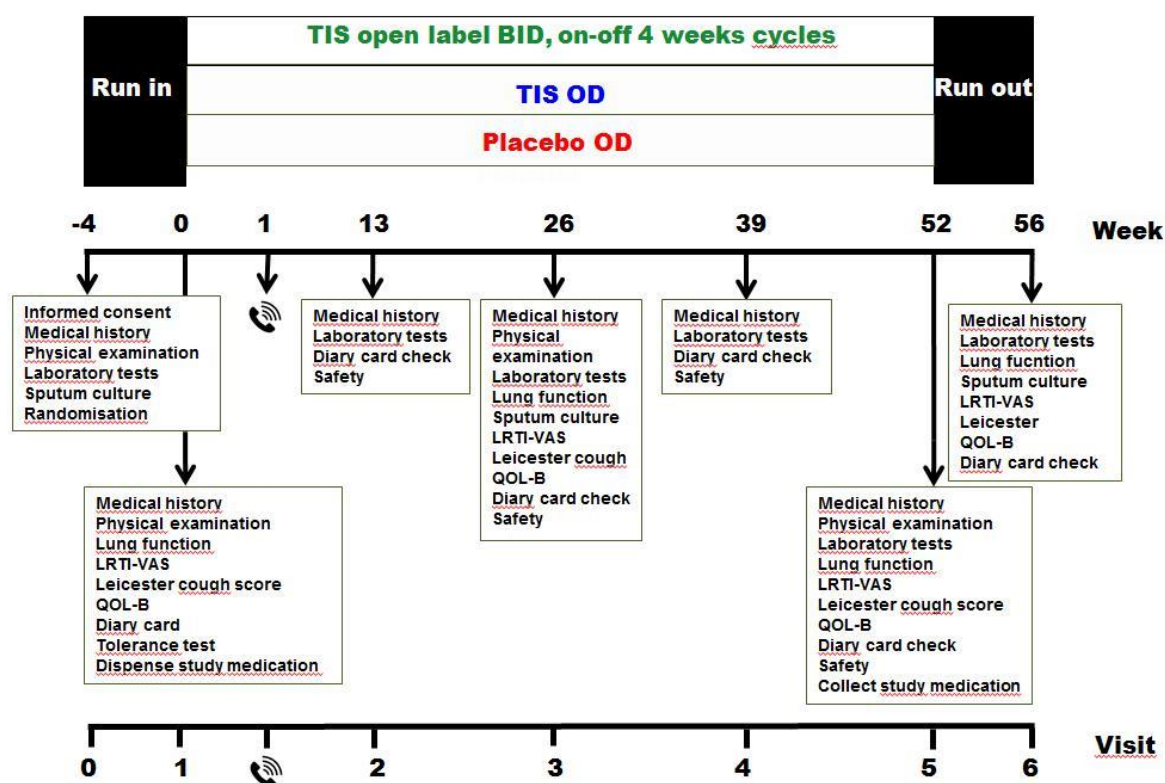 TIS open label BID, on-off 4 weeks cycles
Run in
TIS OD
Run out
Placebo OD
-4 0 1 13 26 39 52 56 Week
Informed consent
Medical history
Physical examination
Laboratory tests
Sputum culture
Randomisation
Medical history
Physical examination
Lung function
LRTI-VAS
Leicester cough score
QOL-B
Diary card
Tolerance test
Dispense study medication
Medical history
Laboratory tests
Diary card check
Safety
Medical history
Physical
examination
Laboratory tests
Lung function
Sputum culture
LRTI-VAS
Leicester cough
QOL-B
Diary card check
Safety
Medical history
Laboratory tests
Diary card check
Safety
Medical history
Physical examination
Laboratory tests
Lung function
LRTI-VAS
Leicester cough score
QOL-B
Diary card check
Safety
Collect study medication
Medical history
Laboratory tests
Lung fucntion
Sputum culture
LRTI-VAS
Leicester
QOL-B
Diary card check
0 1 2 3 4 5 6 Visit